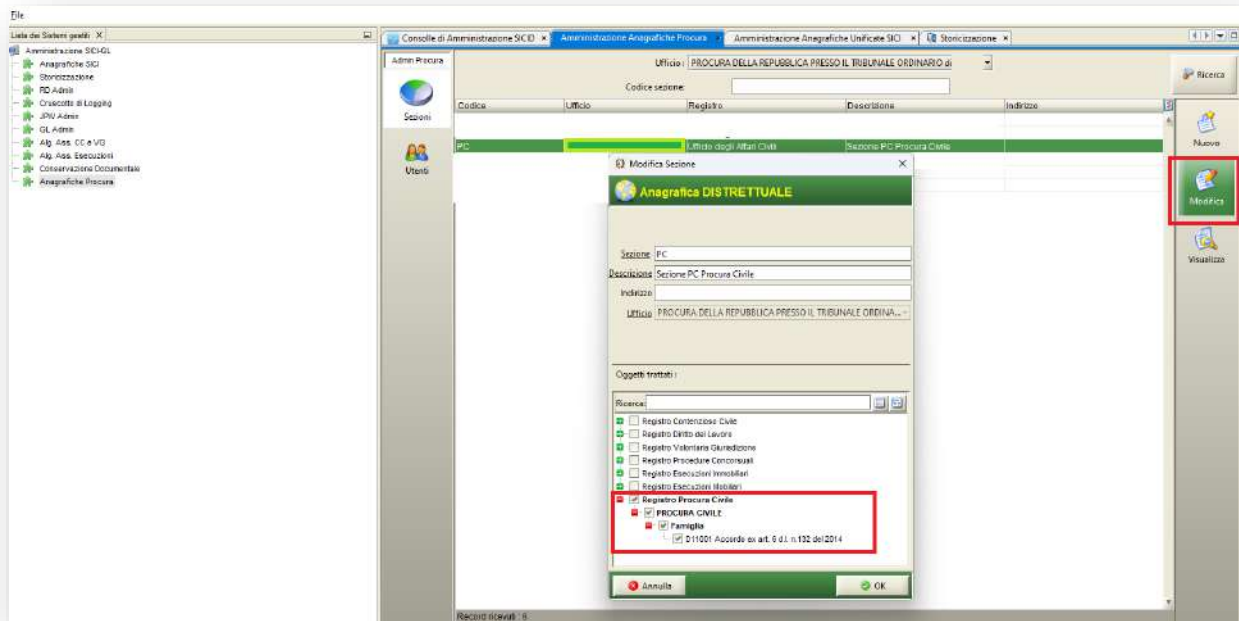 File
Lista dei Sistemi gestiti X
Amministrazione SICI-GL
Anagrafiche SICI
Storicizzazione
RD Admin
Cruscotto di Logging
JPW Admin
GL Admin
Alg. Ass. CC e VG
Alg. Ass. Esecuzioni
Conservazione Documentale
Anagrafiche Procura
Consolle di Amministrazione SICID
Amministrazione Anagrafiche Procura
Amministrazione Anagrafiche Unificate SICI
Storicizzazione
Admin Procura
Sezioni
Utenti
Ufficio: PROCURA DELLA REPUBBLICA PRESSO IL TRIBUNALE ORDINARIO di
Codice sezione:
Ricerca
Codice Ufficio Registro Descrizione Indirizzo
PC Ufficio degli Affari Civili Sezione PC Procura Civile
Nuovo
Modifica
Visualizza
Modifica Sezione
Anagrafica DISTRETTUALE
Sezione PC
Descrizione Sezione PC Procura Civile
Indirizzo
Ufficio PROCURA DELLA REPUBBLICA PRESSO IL TRIBUNALE ORDINA...
Oggetti trattati :
Ricerca:
Registro Contenzioso Civile
Registro Diritto del Lavoro
Registro Volontaria Giurisdizione
Registro Procedure Concorsuali
Registro Esecuzioni Immobiliari
Registro Esecuzioni Mobiliari
Registro Procura Civile
PROCURA CIVILE
Famiglia
D11001 Accordo ex art. 6 d.l. n.132 del 2014
Annulla
OK
Record ricevuti : 6